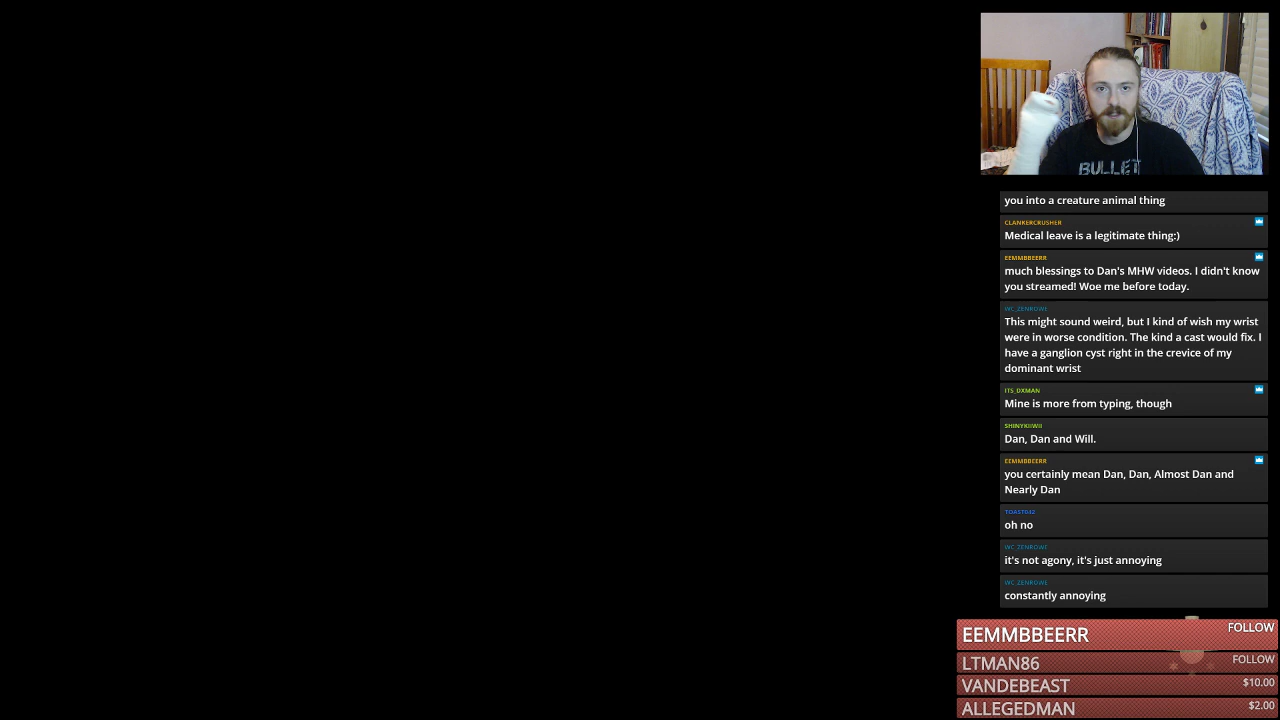 BULLET
you into a creature animal thing
CLANKERCRUSHER
Medical leave is a legitimate thing:)
EEMMBBEERR
much blessings to Dan's MHW videos. I didn't know
you streamed! Woe me before today.
WC_ZENROWE
This might sound weird, but I kind of wish my wrist
were in worse condition. The kind a cast would fix. I
have a ganglion cyst right in the crevice of my
dominant wrist
ITS_DXMAN
Mine is more from typing, though
SHINYKIIWII
Dan, Dan and Will.
EEMMBBEERR
you certainly mean Dan, Dan, Almost Dan and
Nearly Dan
oh no
WC_ZENROWE
it's not agony, it's just annoying
WC_ZENROWE
constantly annoying
EEMMBBEERR FOLLOW
LTMAN86 FOLLOW
VANDEBEAST $10.00
ALLEGEDMAN $2.00